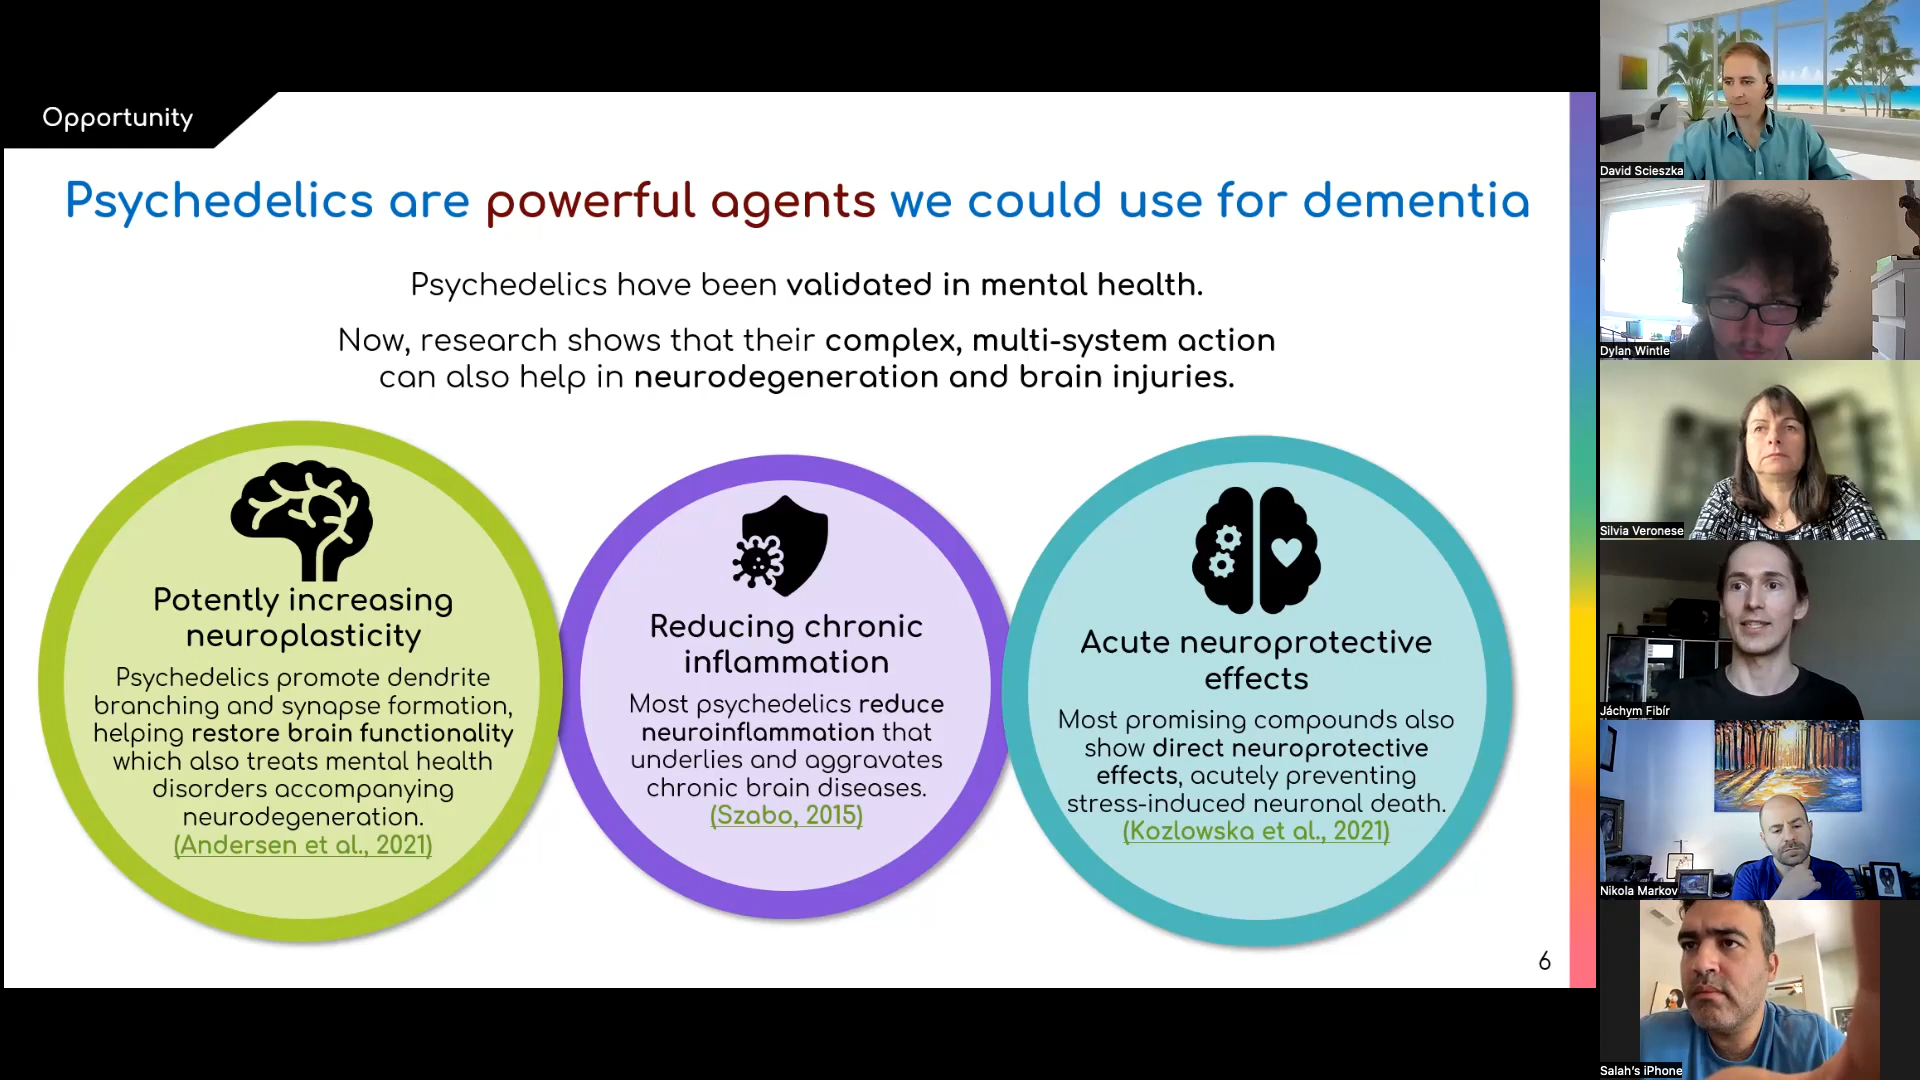 Opportunity
Psychedelics are powerful agents we could use for dementia
Psychedelics have been validated in mental health.
Now, research shows that their complex, multi-system action
can also help in neurodegeneration and brain injuries.
Potently increasing
neuroplasticity
Psychedelics promote dendrite
branching and synapse formation,
helping restore brain functionality
which also treats mental health
disorders accompanying
neurodegeneration.
(Andersen et al., 2021)
Reducing chronic
inflammation
Most psychedelics reduce
neuroinflammation that
underlies and aggravates
chronic brain diseases.
(Szabo, 2015)
Acute neuroprotective
effects
Most promising compounds also
show direct neuroprotective
effects, acutely preventing
stress-induced neuronal death.
(Kozlowska et al., 2021)
6
David Scieszka
Dylan Wintle
Silvia Veronese
Jáchym Fibír
Nikola Markov
Salah's iPhone